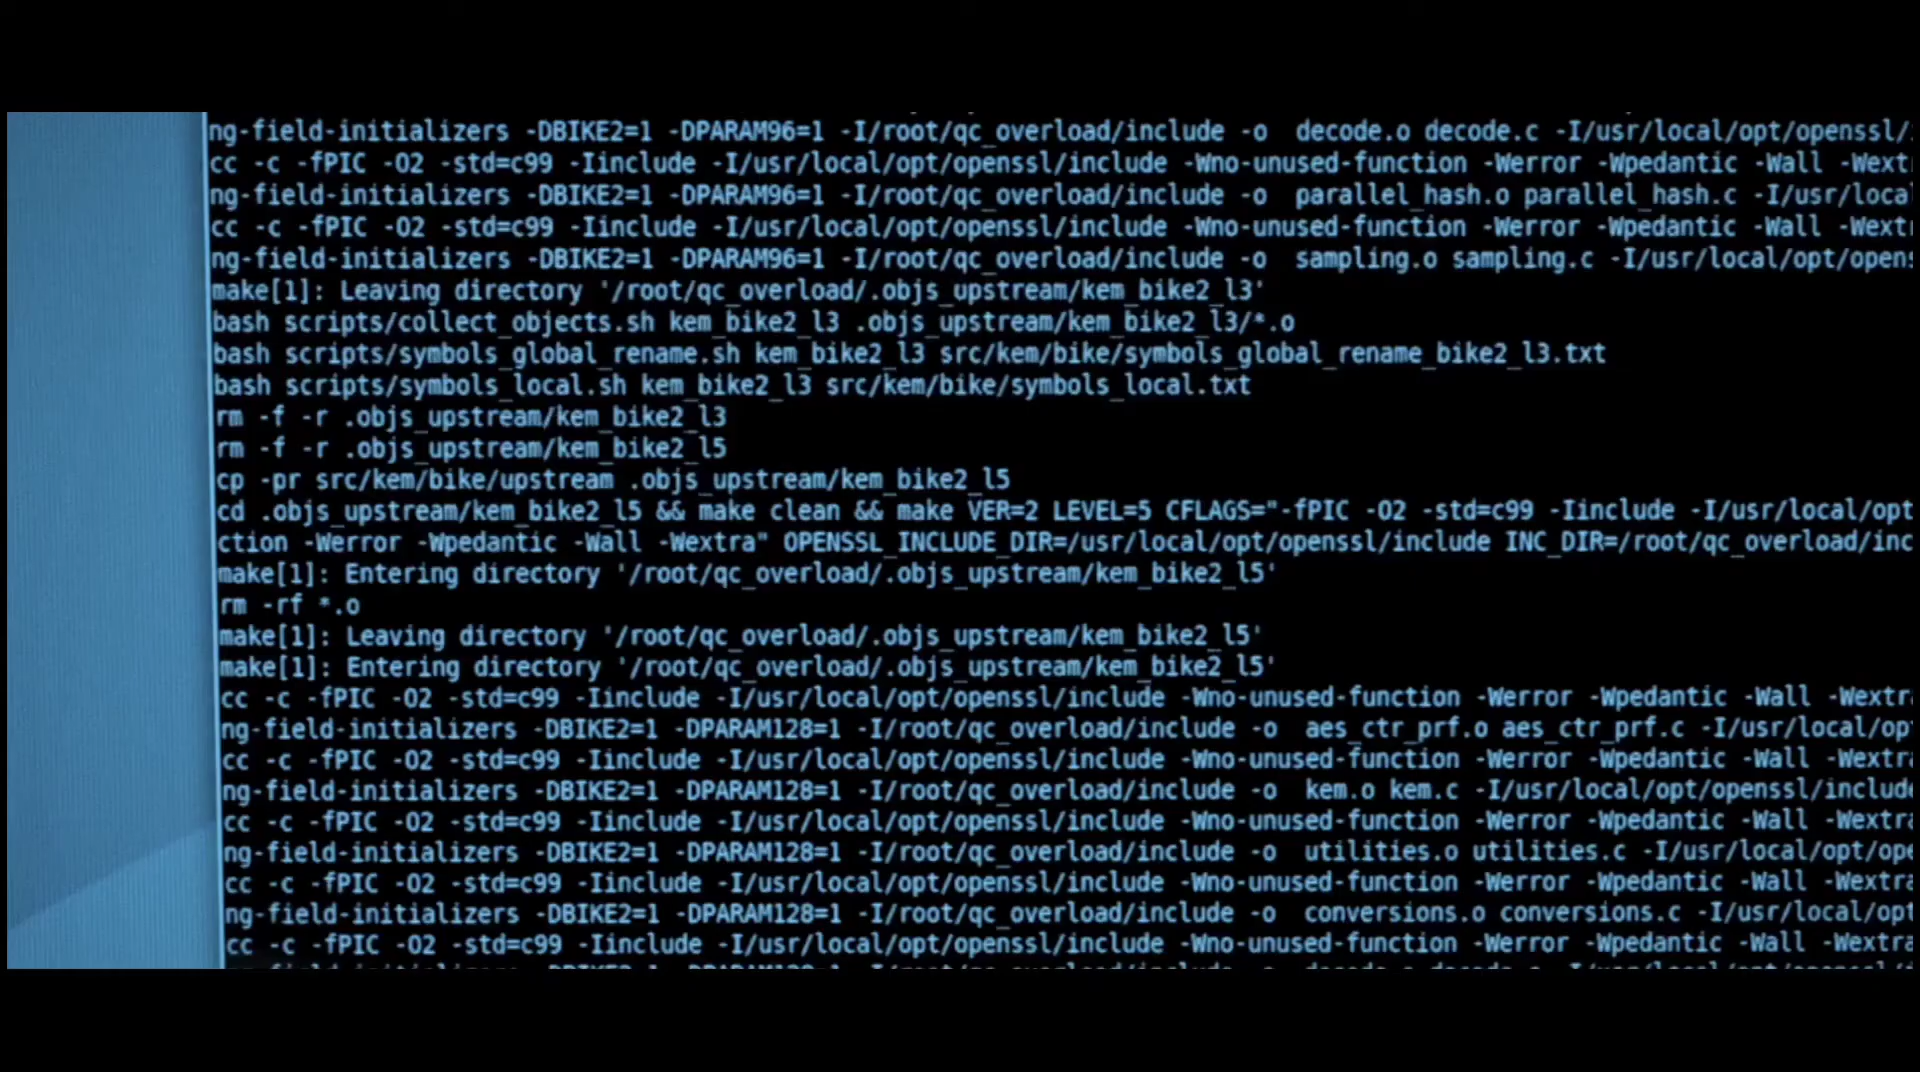 ng-field-initializers -DBIKE2=1 -DPARAM96=1 -I/root/qc_overload/include -o  decode.o decode.c -I/usr/local/opt/openssl/
cc -c -fPIC -O2 -std=c99 -Iinclude -I/usr/local/opt/openssl/include -Wno-unused-function -Werror -Wpedantic -Wall -Wext
ng-field-initializers -DBIKE2=1 -DPARAM96=1 -I/root/qc_overload/include -o  parallel_hash.o parallel_hash.c -I/usr/loca
cc -c -fPIC -O2 -std=c99 -Iinclude -I/usr/local/opt/openssl/include -Wno-unused-function -Werror -Wpedantic -Wall -Wext
ng-field-initializers -DBIKE2=1 -DPARAM96=1 -I/root/qc_overload/include -o  sampling.o sampling.c -I/usr/local/opt/opens
make[1]: Leaving directory '/root/qc_overload/.objs_upstream/kem_bike2_l3'
bash scripts/collect_objects.sh kem_bike2_l3 .objs_upstream/kem_bike2_l3/*.o
bash scripts/symbols_global_rename.sh kem_bike2_l3 src/kem/bike/symbols_global_rename_bike2_l3.txt
bash scripts/symbols_local.sh kem_bike2_l3 src/kem/bike/symbols_local.txt
rm -f -r .objs_upstream/kem_bike2_l3
rm -f -r .objs_upstream/kem_bike2_l5
cp -pr src/kem/bike/upstream .objs_upstream/kem_bike2_l5
cd .objs_upstream/kem_bike2_l5 && make clean && make VER=2 LEVEL=5 CFLAGS="-fPIC -O2 -std=c99 -Iinclude -I/usr/local/opt
ction -Werror -Wpedantic -Wall -Wextra" OPENSSL_INCLUDE_DIR=/usr/local/opt/openssl/include INC_DIR=/root/qc_overload/inc
make[1]: Entering directory '/root/qc_overload/.objs_upstream/kem_bike2_l5'
rm -rf *.o
make[1]: Leaving directory '/root/qc_overload/.objs_upstream/kem_bike2_l5'
make[1]: Entering directory '/root/qc_overload/.objs_upstream/kem_bike2_l5'
cc -c -fPIC -O2 -std=c99 -Iinclude -I/usr/local/opt/openssl/include -Wno-unused-function -Werror -Wpedantic -Wall -Wextra
ng-field-initializers -DBIKE2=1 -DPARAM128=1 -I/root/qc_overload/include -o  aes_ctr_prf.o aes_ctr_prf.c -I/usr/local/op
cc -c -fPIC -O2 -std=c99 -Iinclude -I/usr/local/opt/openssl/include -Wno-unused-function -Werror -Wpedantic -Wall -Wextra
ng-field-initializers -DBIKE2=1 -DPARAM128=1 -I/root/qc_overload/include -o  kem.o kem.c -I/usr/local/opt/openssl/include
cc -c -fPIC -O2 -std=c99 -Iinclude -I/usr/local/opt/openssl/include -Wno-unused-function -Werror -Wpedantic -Wall -Wextra
ng-field-initializers -DBIKE2=1 -DPARAM128=1 -I/root/qc_overload/include -o  utilities.o utilities.c -I/usr/local/opt/ope
cc -c -fPIC -O2 -std=c99 -Iinclude -I/usr/local/opt/openssl/include -Wno-unused-function -Werror -Wpedantic -Wall -Wextra
ng-field-initializers -DBIKE2=1 -DPARAM128=1 -I/root/qc_overload/include -o  conversions.o conversions.c -I/usr/local/opt
cc -c -fPIC -O2 -std=c99 -Iinclude -I/usr/local/opt/openssl/include -Wno-unused-function -Werror -Wpedantic -Wall -Wextra